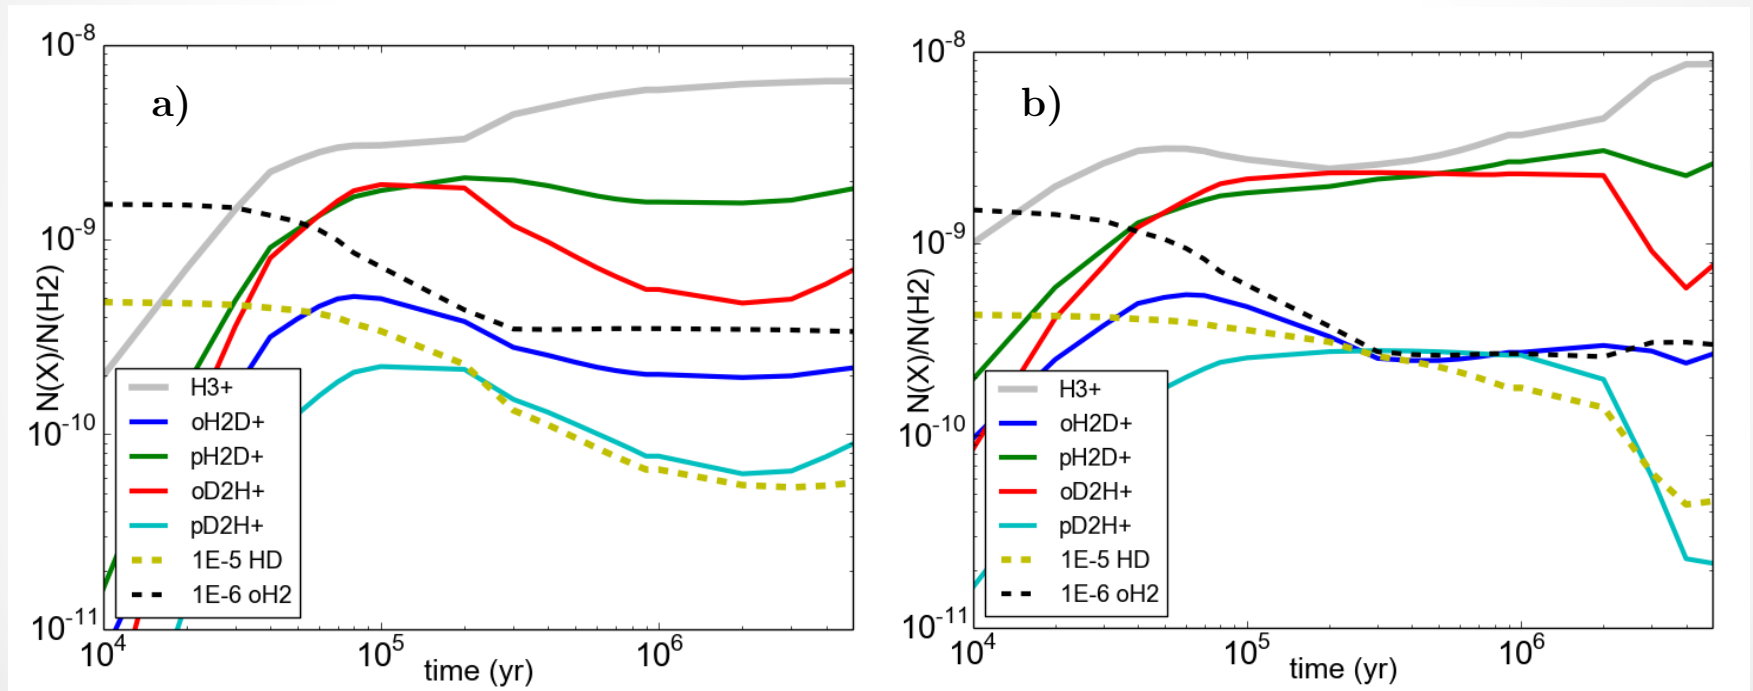 a)
N(X)/N(H2)
10^-8
10^-9
10^-10
10^-11
H3+
oH2D+
pH2D+
oD2H+
pD2H+
1E-5 HD
1E-6 oH2
10^4
10^5
10^6
time (yr)
b)
N(X)/N(H2)
10^-8
10^-9
10^-10
10^-11
H3+
oH2D+
pH2D+
oD2H+
pD2H+
1E-5 HD
1E-6 oH2
10^4
10^5
10^6
time (yr)